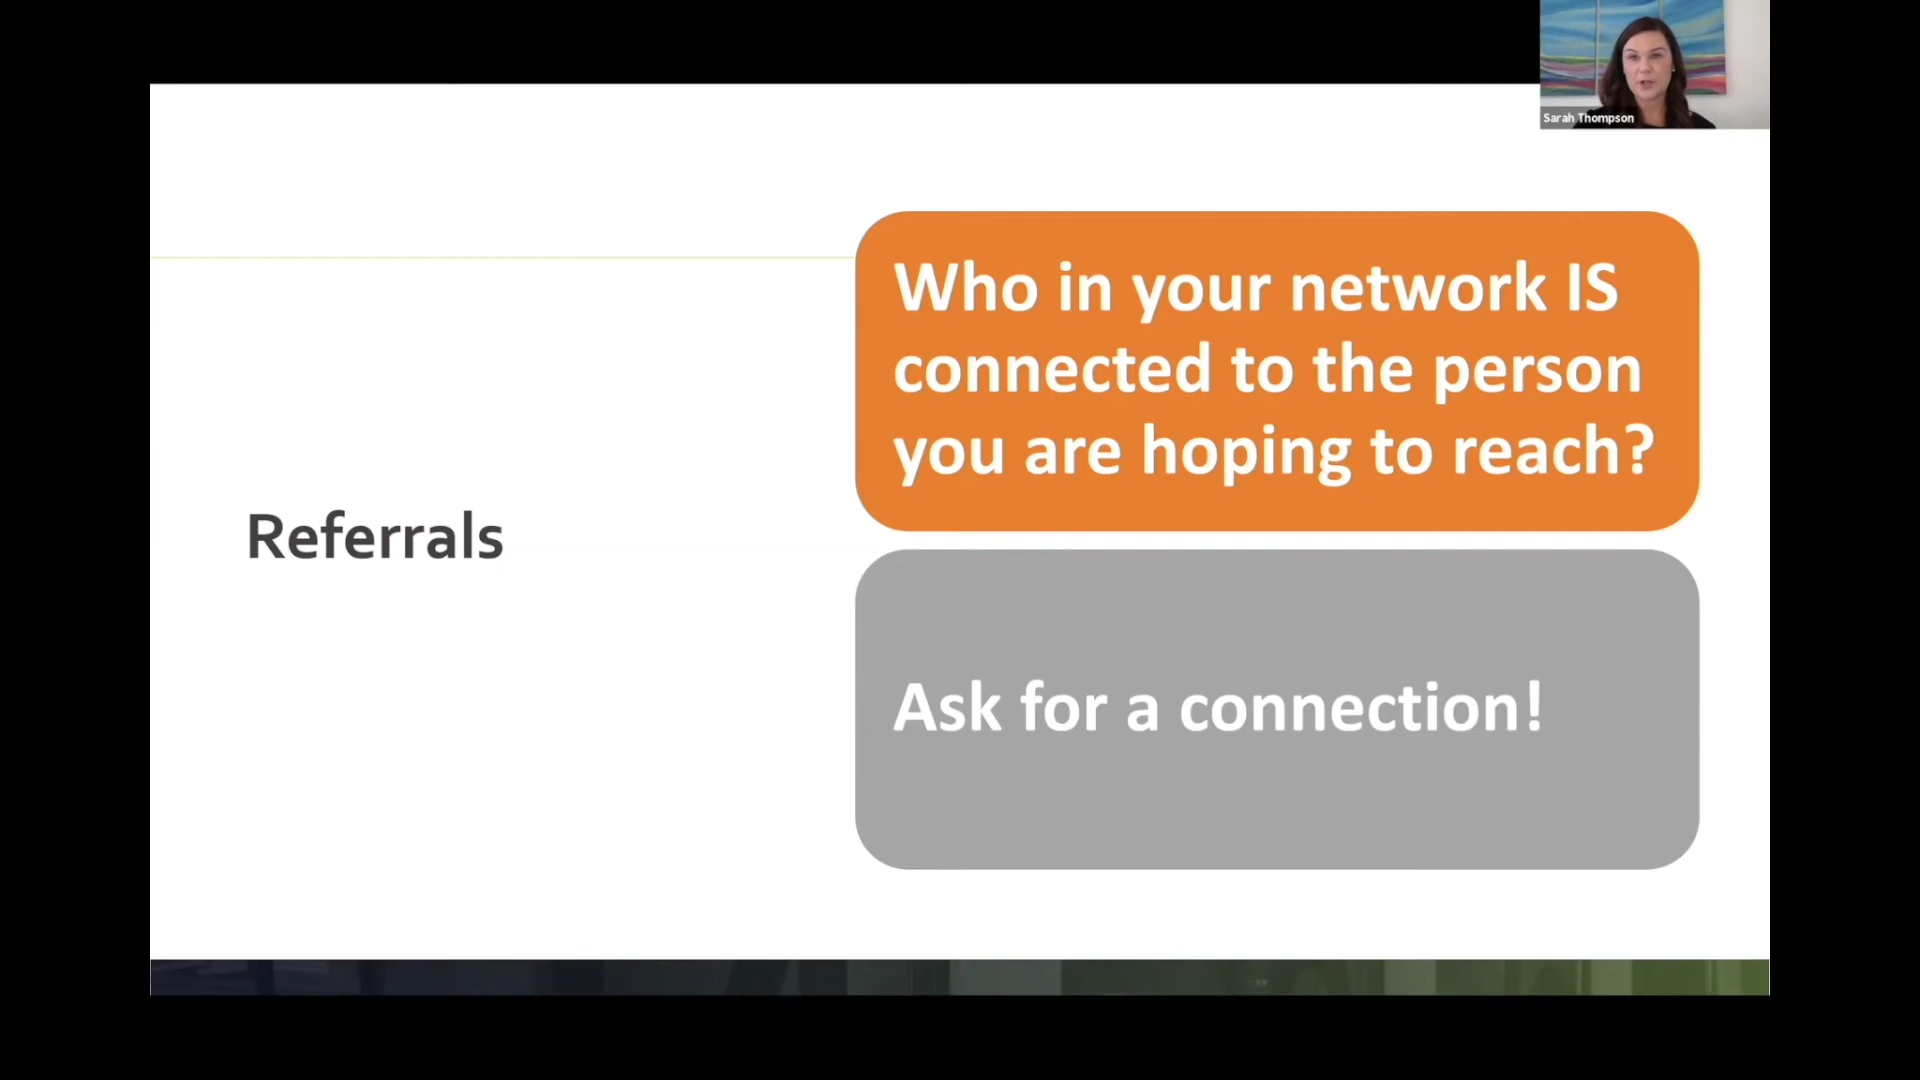 Sarah Thompson
Who in your network IS
connected to the person
you are hoping to reach?
Referrals
Ask for a connection!